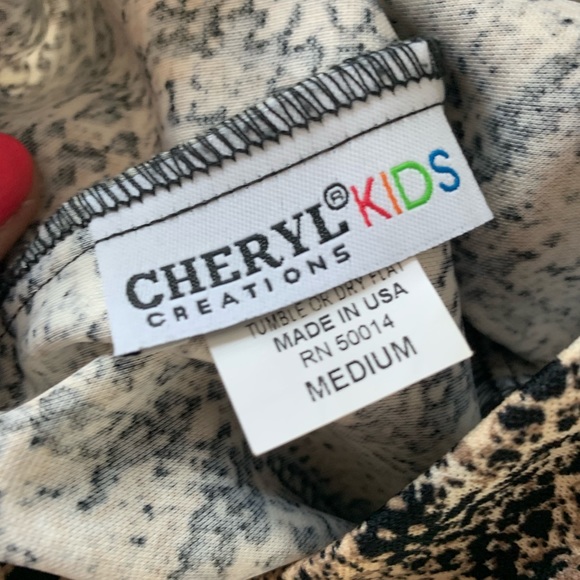 CHERYL® KIDS
CREATIONS
TUMBLE OR DRY FLAT
MADE IN USA
RN 50014
MEDIUM